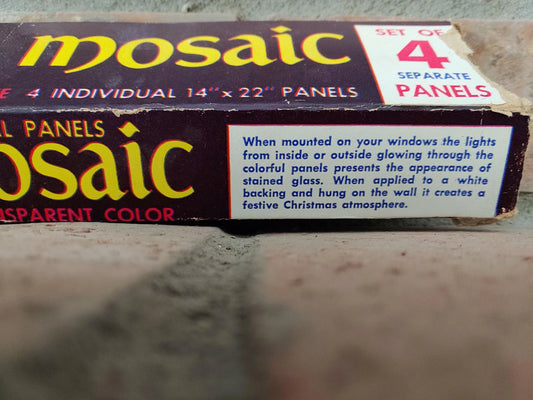 mosaic
SET OF
4
SEPARATE
PANELS
4 INDIVIDUAL 14" x 22" PANELS
PANELS
mosaic
TRANSPARENT COLOR
When mounted on your windows the lights
from inside or outside glowing through the
colorful panels presents the appearance of
stained glass. When applied to a white
backing and hung on the wall it creates a
festive Christmas atmosphere.